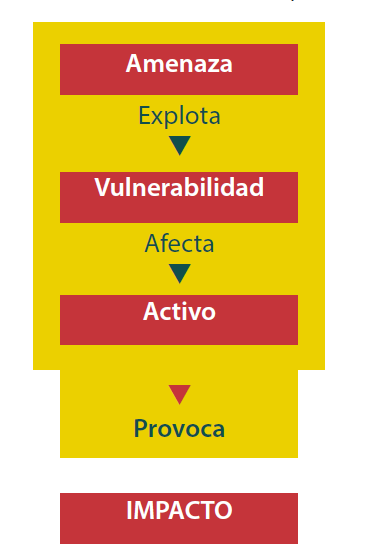 Amenaza
Explota
Vulnerabilidad
Afecta
Activo
Provoca
IMPACTO